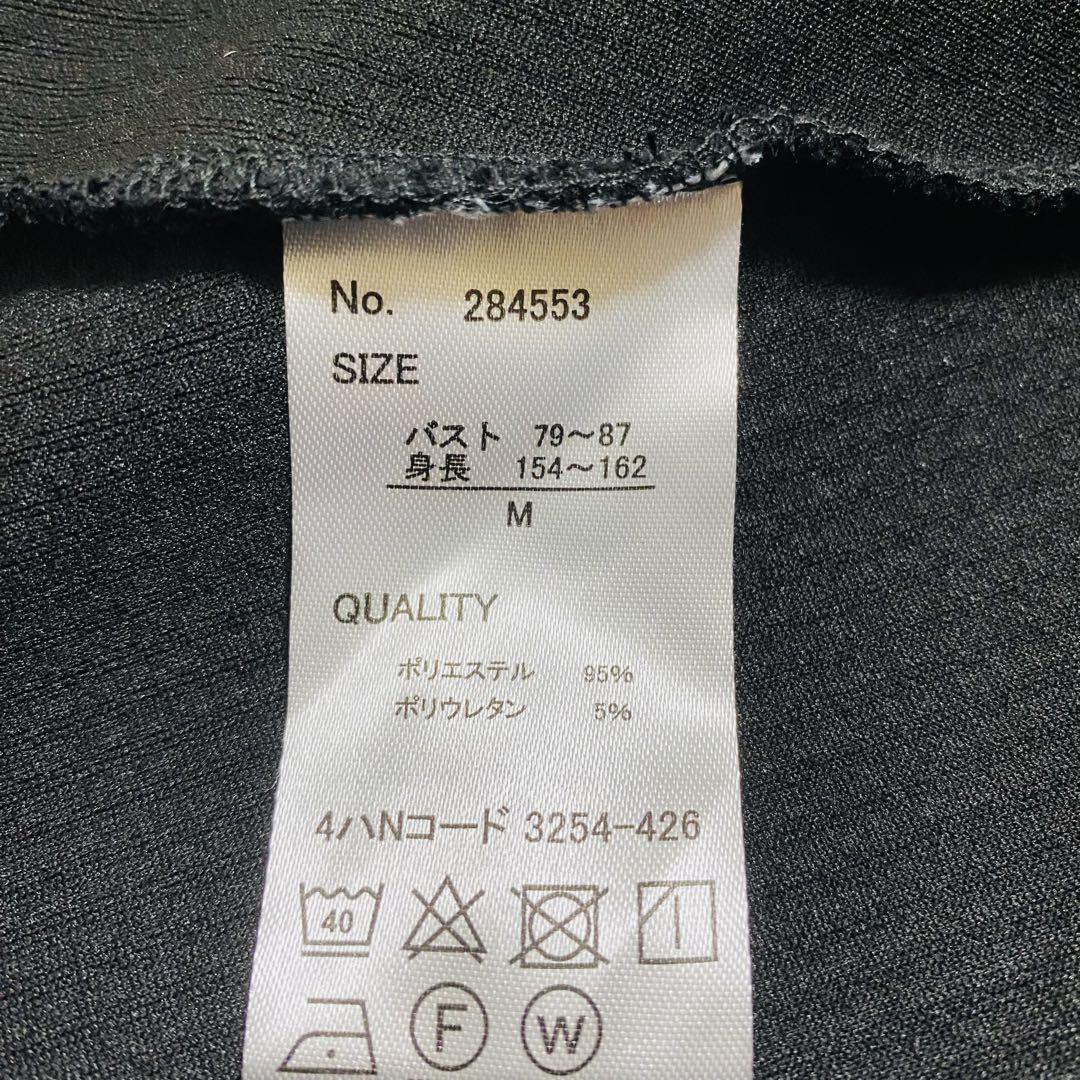 No. 284553
SIZE
バスト 79～87
身長 154～162
M
QUALITY
ポリエステル 95%
ポリウレタン 5%
4ハNコード 3254-426
40
F W